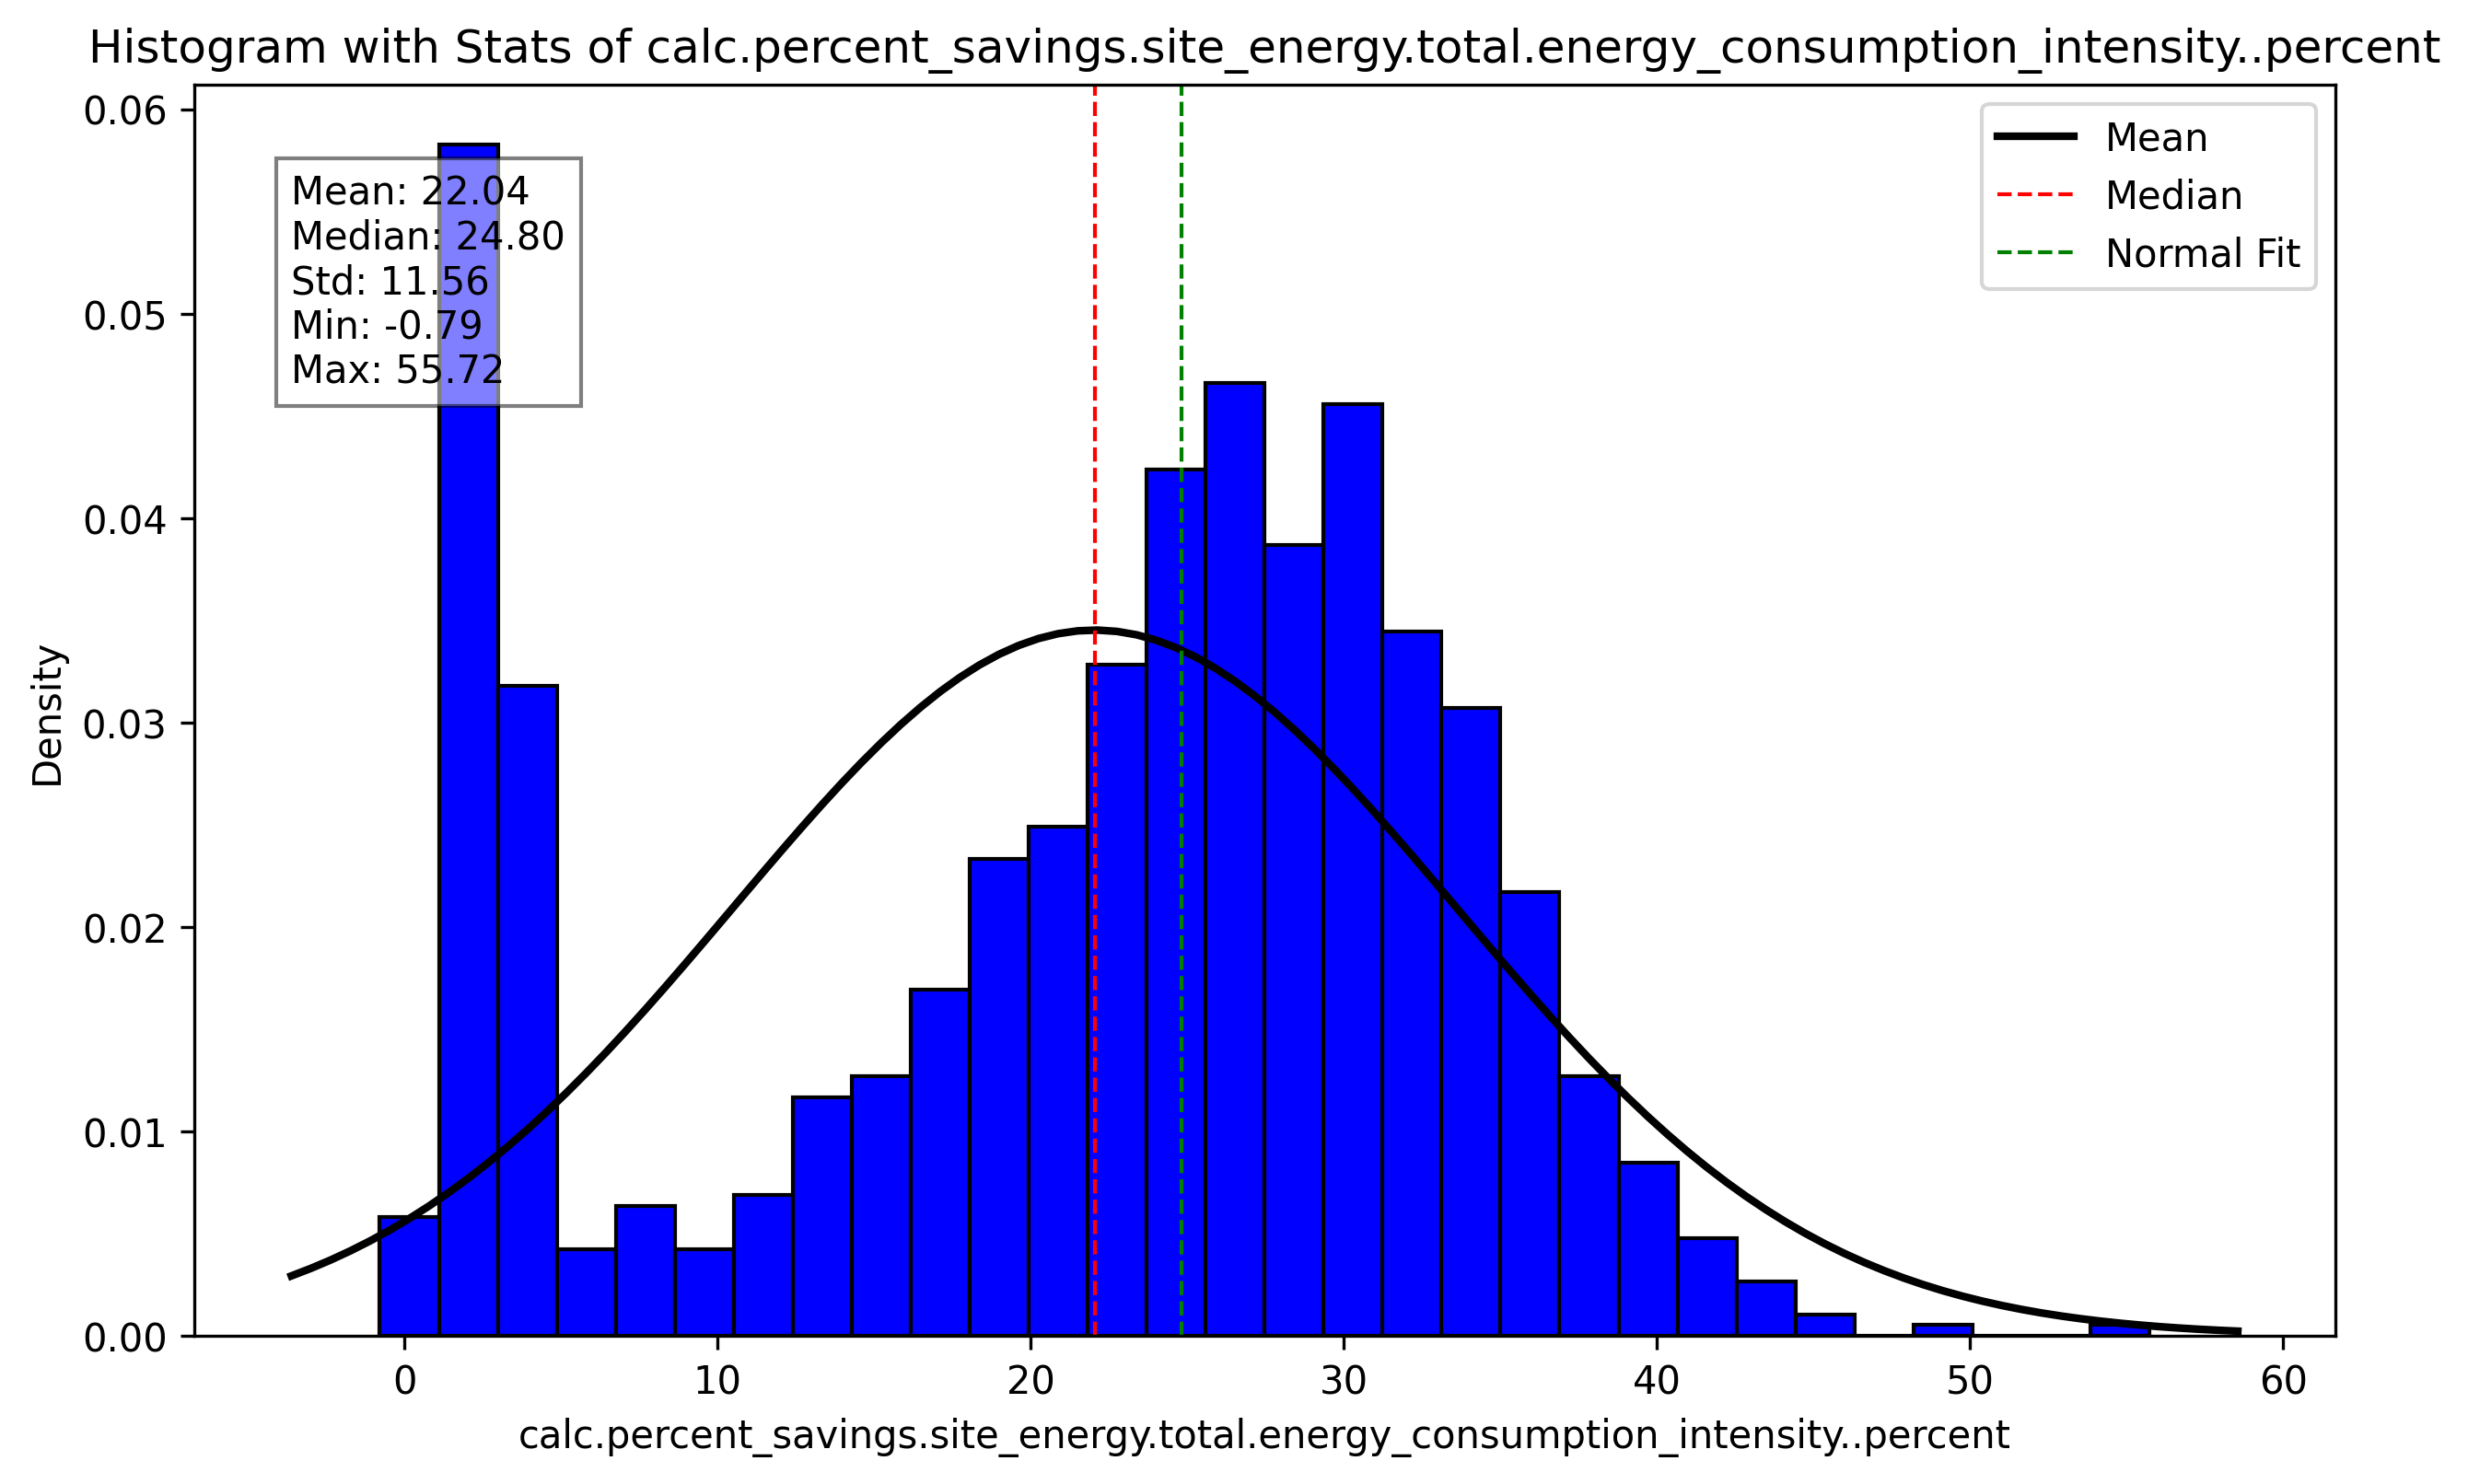 Histogram with Stats of calc.percent_savings.site_energy.total.energy_consumption_intensity..percent
0.06
0.05
0.04
0.03
0.02
0.01
0.00
Density
Mean: 22.04
Median: 24.80
Std: 11.56
Min: -0.79
Max: 55.72
Mean
Median
Normal Fit
0 10 20 30 40 50 60
calc.percent_savings.site_energy.total.energy_consumption_intensity..percent